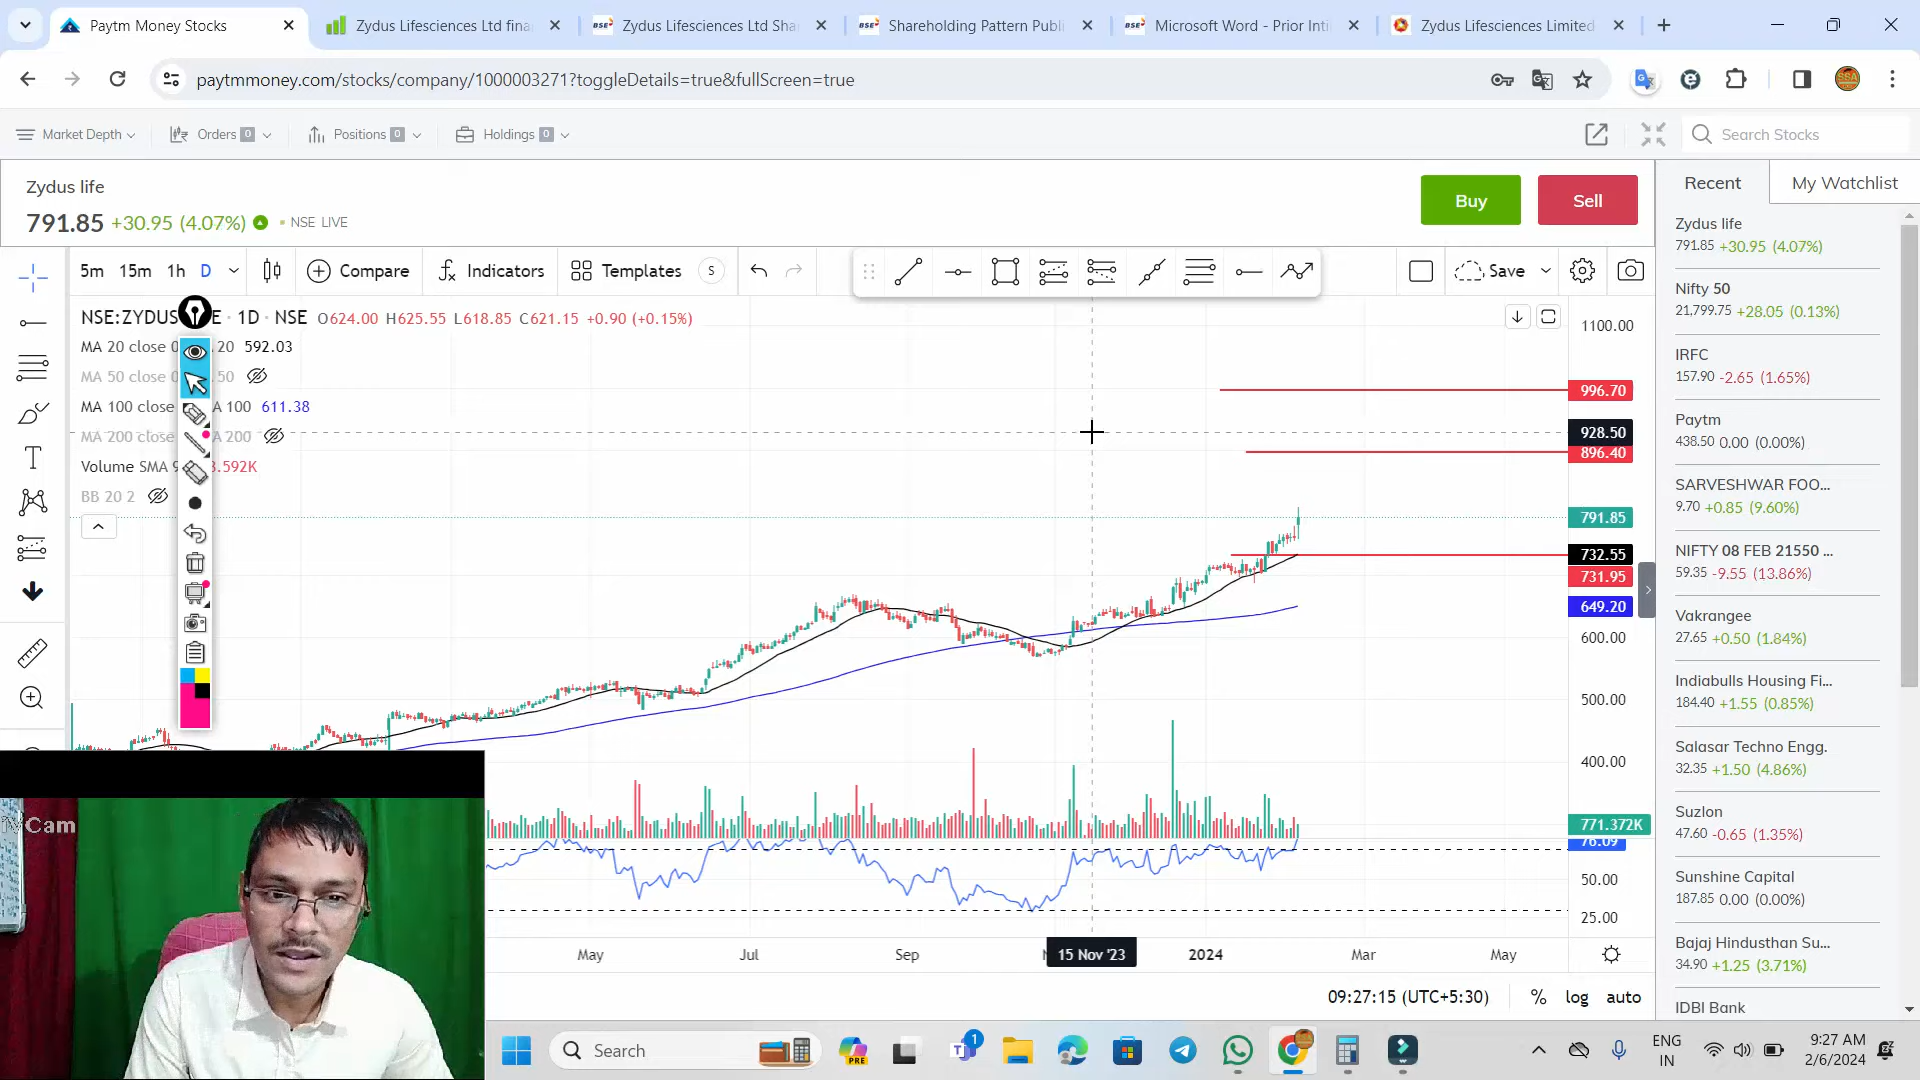 Paytm Money Stocks
Zydus Lifesciences Ltd fina
Zydus Lifesciences Ltd Sha
Shareholding Pattern Publi
Microsoft Word - Prior Inti
Zydus Lifesciences Limited
paytmmoney.com/stocks/company/1000003271?toggleDetails=true&fullScreen=true
Market Depth
Orders 0
Positions 0
Holdings 0
Search Stocks
Zydus life
791.85 +30.95 (4.07%) • NSE LIVE
Buy
Sell
Recent
My Watchlist
5m 15m 1h D
Compare
Indicators
Templates
S
Save
NSE:ZYDUS E · 1D · NSE O624.00 H625.55 L618.85 C621.15 +0.90 (+0.15%)
MA 20 close 0 20 592.03
MA 50 close 0 50
MA 100 close A 100 611.38
MA 200 close A 200
Volume SMA 9 .592K
BB 20 2
1100.00
996.70
928.50
896.40
791.85
732.55
731.95
649.20
600.00
500.00
400.00
771.372K
76.09
50.00
25.00
May
Jul
Sep
15 Nov '23
2024
Mar
May
09:27:15 (UTC+5:30)
%
log
auto
Zydus life
791.85 +30.95 (4.07%)
Nifty 50
21,799.75 +28.05 (0.13%)
IRFC
157.90 -2.65 (1.65%)
Paytm
438.50 0.00 (0.00%)
SARVESHWAR FOO...
9.70 +0.85 (9.60%)
NIFTY 08 FEB 21550 ...
59.35 -9.55 (13.86%)
Vakrangee
27.65 +0.50 (1.84%)
Indiabulls Housing Fi...
184.40 +1.55 (0.85%)
Salasar Techno Engg.
32.35 +1.50 (4.86%)
Suzlon
47.60 -0.65 (1.35%)
Sunshine Capital
187.85 0.00 (0.00%)
Bajaj Hindusthan Su...
34.90 +1.25 (3.71%)
IDBI Bank
Cam
Search
PRE
1
ENG
IN
9:27 AM
2/6/2024